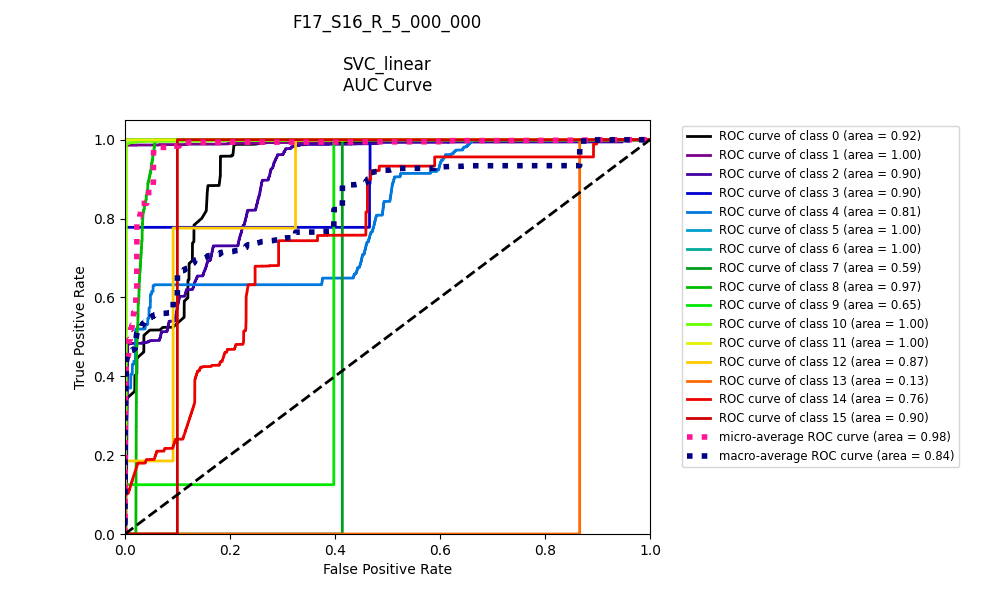 F17_S16_R_5_000_000
SVC_linear
AUC Curve
True Positive Rate
1.0
0.8
0.6
0.4
0.2
0.0
0.0 0.2 0.4 0.6 0.8 1.0
False Positive Rate
ROC curve of class 0 (area = 0.92)
ROC curve of class 1 (area = 1.00)
ROC curve of class 2 (area = 0.90)
ROC curve of class 3 (area = 0.90)
ROC curve of class 4 (area = 0.81)
ROC curve of class 5 (area = 1.00)
ROC curve of class 6 (area = 1.00)
ROC curve of class 7 (area = 0.59)
ROC curve of class 8 (area = 0.97)
ROC curve of class 9 (area = 0.65)
ROC curve of class 10 (area = 1.00)
ROC curve of class 11 (area = 1.00)
ROC curve of class 12 (area = 0.87)
ROC curve of class 13 (area = 0.13)
ROC curve of class 14 (area = 0.76)
ROC curve of class 15 (area = 0.90)
micro-average ROC curve (area = 0.98)
macro-average ROC curve (area = 0.84)